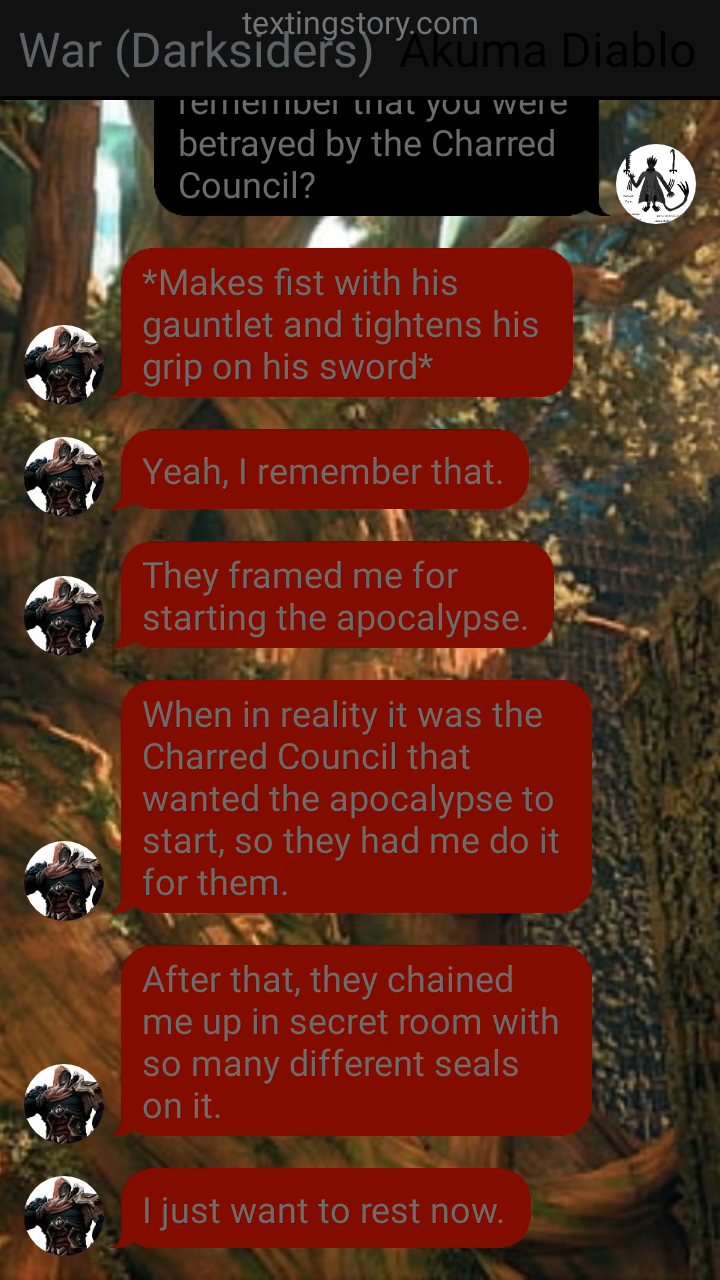 textingstory.com
War (Darksiders) Akuma Diablo
remember that you were
betrayed by the Charred
Council?
*Makes fist with his
gauntlet and tightens his
grip on his sword*
Yeah, I remember that.
They framed me for
starting the apocalypse.
When in reality it was the
Charred Council that
wanted the apocalypse to
start, so they had me do it
for them.
After that, they chained
me up in secret room with
so many different seals
on it.
I just want to rest now.